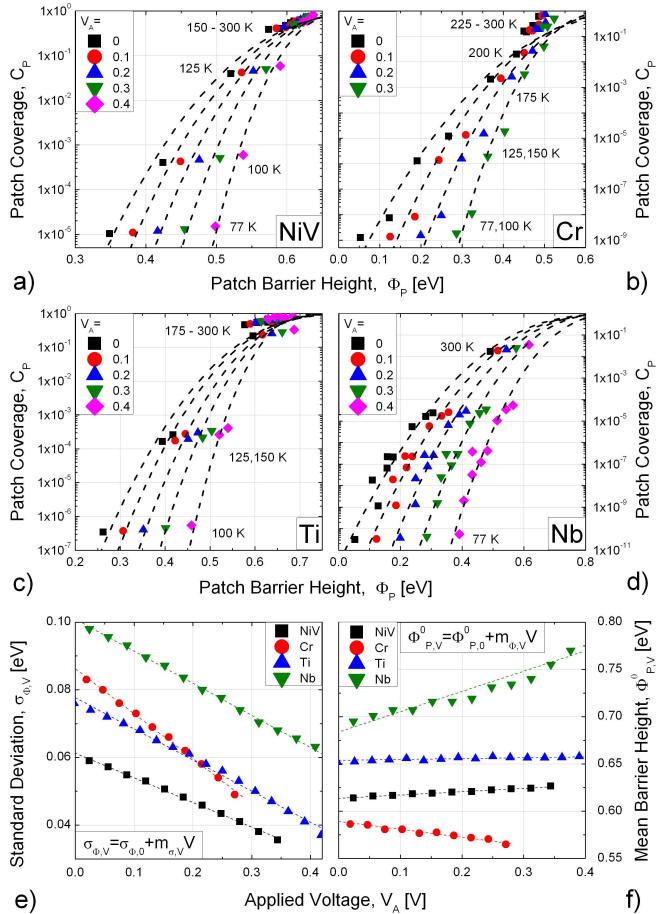 V_A =
0
0.1
0.2
0.3
0.4
150 - 300 K
125 K
100 K
77 K
NiV
1x10^0
1x10^-1
1x10^-2
1x10^-3
1x10^-4
1x10^-5
Patch Coverage, C_P
0.3 0.4 0.5 0.6 0.7
a)
Patch Barrier Height, Φ_P [eV]
V_A =
0
0.1
0.2
0.3
225 - 300 K
200 K
175 K
125,150 K
77,100 K
Cr
1x10^-1
1x10^-3
1x10^-5
1x10^-7
1x10^-9
Patch Coverage, C_P
0.0 0.1 0.2 0.3 0.4 0.5 0.6
b)
V_A =
0
0.1
0.2
0.3
0.4
175 - 300 K
125,150 K
100 K
Ti
1x10^0
1x10^-1
1x10^-2
1x10^-3
1x10^-4
1x10^-5
1x10^-6
1x10^-7
Patch Coverage, C_P
0.2 0.3 0.4 0.5 0.6 0.7
c)
Patch Barrier Height, Φ_P [eV]
V_A =
0
0.1
0.2
0.3
0.4
300 K
77 K
Nb
10^-1
10^-3
10^-5
10^-7
10^-9
10^-11
Patch Coverage, C_P
0.0 0.2 0.4 0.6 0.8
d)
NiV
Cr
Ti
Nb
σ_Φ,V=σ_Φ,0+m_σ,V V
0.10
0.08
0.06
0.04
Standard Deviation, σ_Φ,V [eV]
0.0 0.1 0.2 0.3 0.4
e)
Applied Voltage, V_A [V]
NiV
Cr
Ti
Nb
Φ^0_P,V=Φ^0_P,0+m_Φ,V V
0.80
0.75
0.70
0.65
0.60
0.55
Mean Barrier Height, Φ^0_P,V [eV]
0.0 0.1 0.2 0.3 0.4
f)